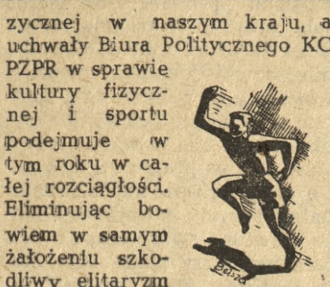 zycznej w naszym kraju, a
uchwały Biura Politycznego KC
PZPR w sprawie
kultury fizycz-
nej i sportu
podejmuje w
tym roku w ca-
łej rozciągłości.
Eliminując bo-
wiem w samym
założeniu szko-
dliwy elitaryzm